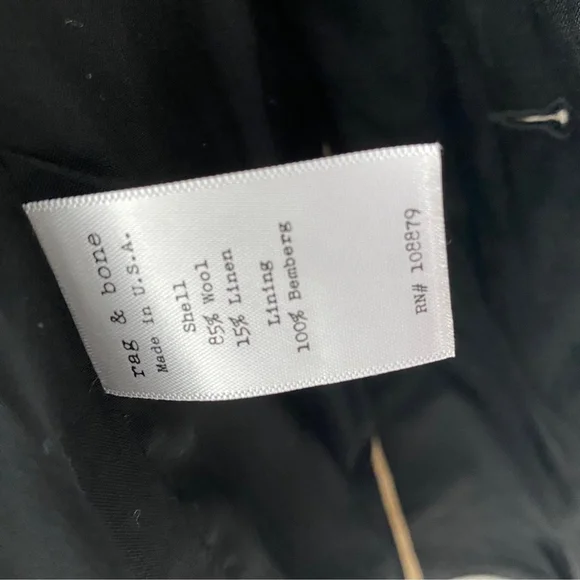 rag & bone
Made in U.S.A.
Shell
85% Wool
15% Linen
Lining
100% Bemberg
RN# 108879